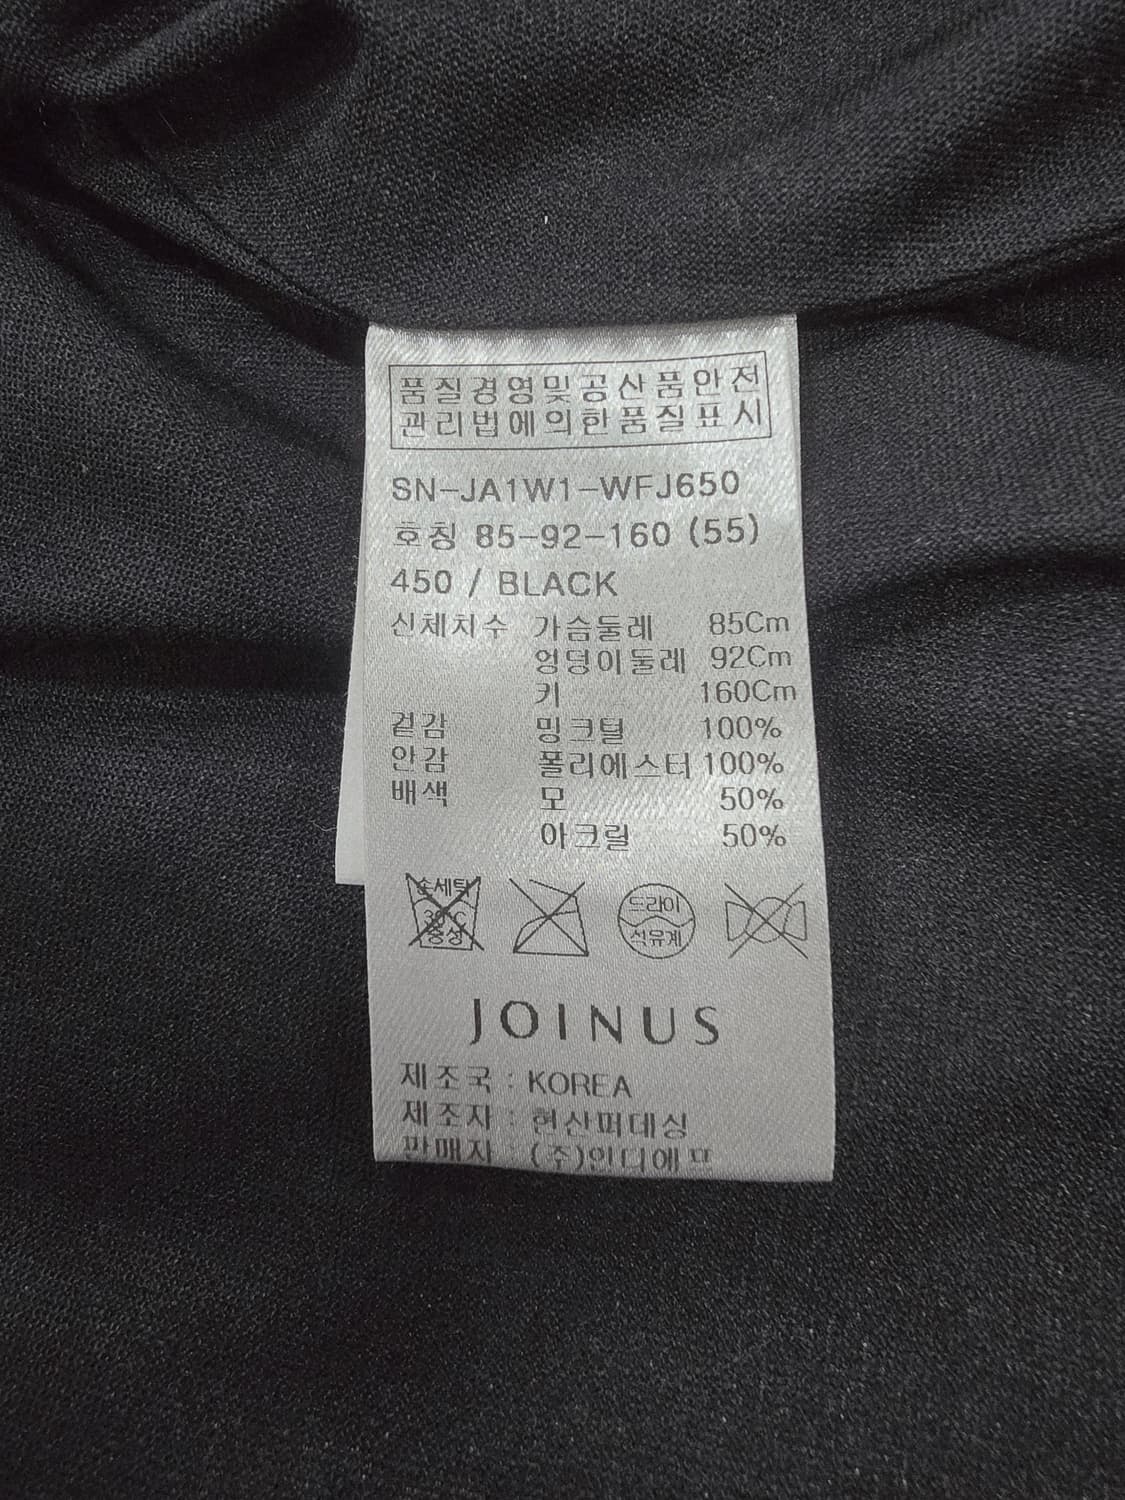 품질경영및공산품안전
관리법에의한품질표시
SN-JA1W1-WFJ650
호칭 85-92-160 (55)
450 / BLACK
신체치수 가슴둘레 85Cm
엉덩이둘레 92Cm
키 160Cm
겉감 밍크털 100%
안감 폴리에스터 100%
배색 모 50%
아크릴 50%
손세탁
30°C
중성
드라이
석유계
JOINUS
제조국 : KOREA
제조자 : 현산퍼데싱
판매자 : (주)인디에프